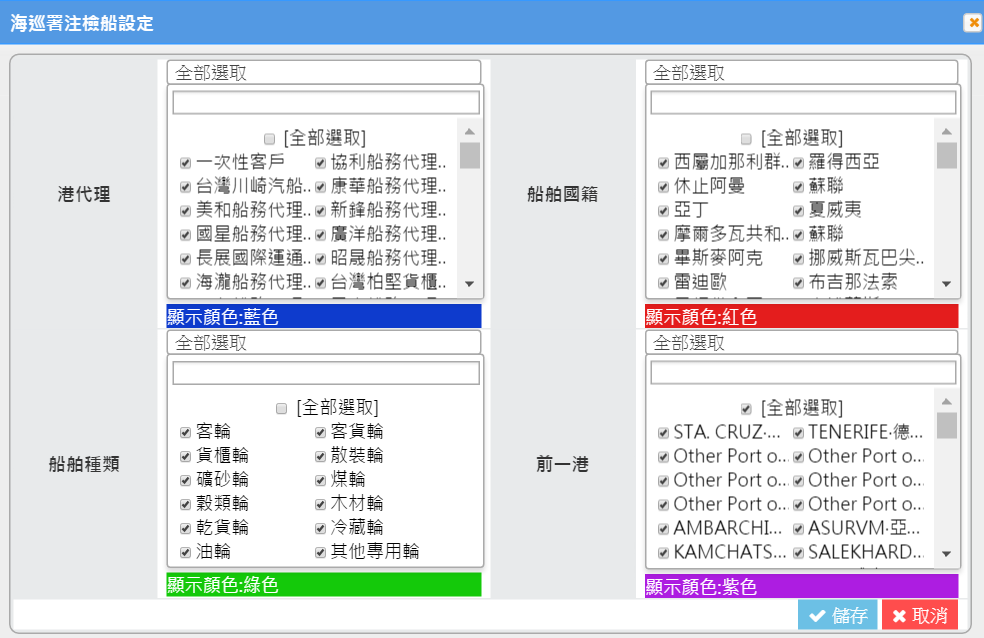 海巡署注檢船設定
港代理
全部選取
[全部選取]
一次性客戶 協利船務代理..
台灣川崎汽船.. 康華船務代理..
美和船務代理.. 新鋒船務代理..
國星船務代理.. 廣洋船務代理..
長展國際運通.. 昭晟船務代理..
海瀧船務代理.. 台灣柏堅貨櫃..
顯示顏色:藍色
船舶國籍
全部選取
[全部選取]
西屬加那利群.. 羅得西亞
休止阿曼 蘇聯
亞丁 夏威夷
摩爾多瓦共和.. 蘇聯
畢斯麥阿克 挪威斯瓦巴尖..
雷迪歐 布吉那法索
顯示顏色:紅色
船舶種類
全部選取
[全部選取]
客輪 客貨輪
貨櫃輪 散裝輪
礦砂輪 煤輪
穀類輪 木材輪
乾貨輪 冷藏輪
油輪 其他專用輪
顯示顏色:綠色
前一港
全部選取
[全部選取]
STA. CRUZ·... TENERIFE·德...
Other Port o... Other Port o...
Other Port o... Other Port o...
Other Port o... Other Port o...
AMBARCHI... ASURVM·亞...
KAMCHATS... SALEKHARD...
顯示顏色:紫色
儲存 取消